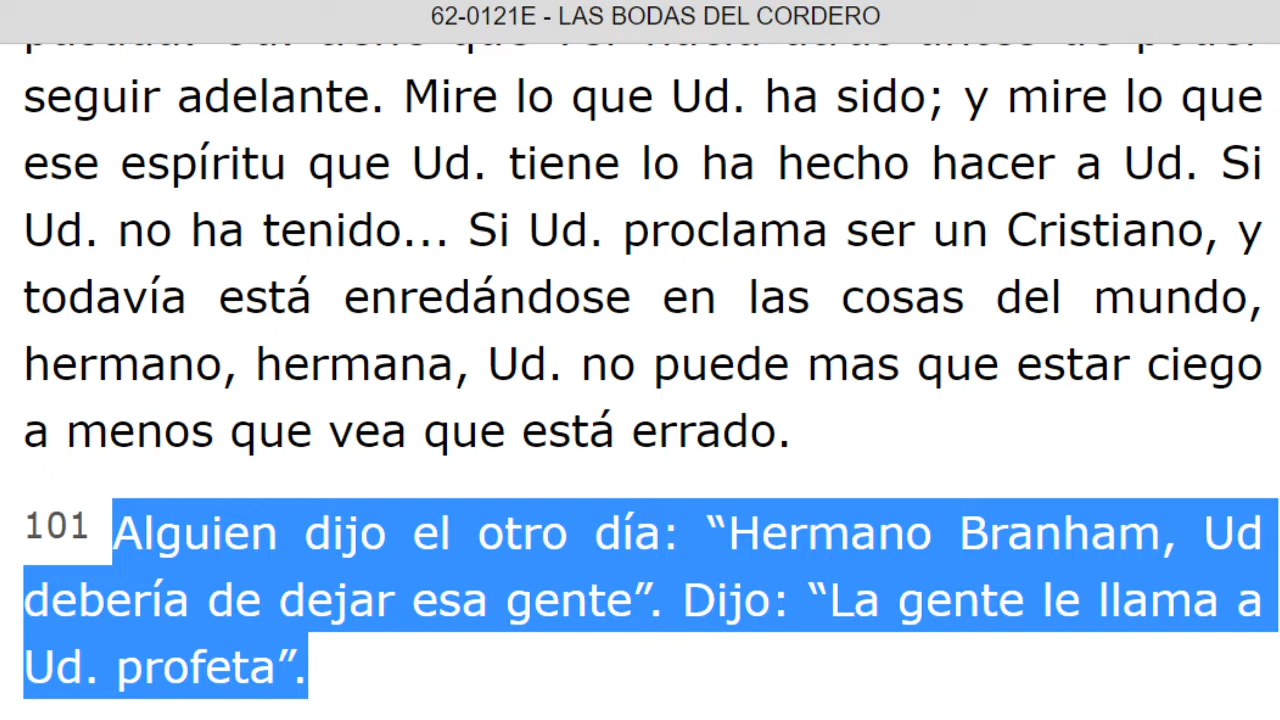 62-0121E - LAS BODAS DEL CORDERO
seguir adelante. Mire lo que Ud. ha sido; y mire lo que
ese espíritu que Ud. tiene lo ha hecho hacer a Ud. Si
Ud. no ha tenido... Si Ud. proclama ser un Cristiano, y
todavía está enredándose en las cosas del mundo,
hermano, hermana, Ud. no puede mas que estar ciego
a menos que vea que está errado.
101 Alguien dijo el otro día: “Hermano Branham, Ud
debería de dejar esa gente”. Dijo: “La gente le llama a
Ud. profeta”.